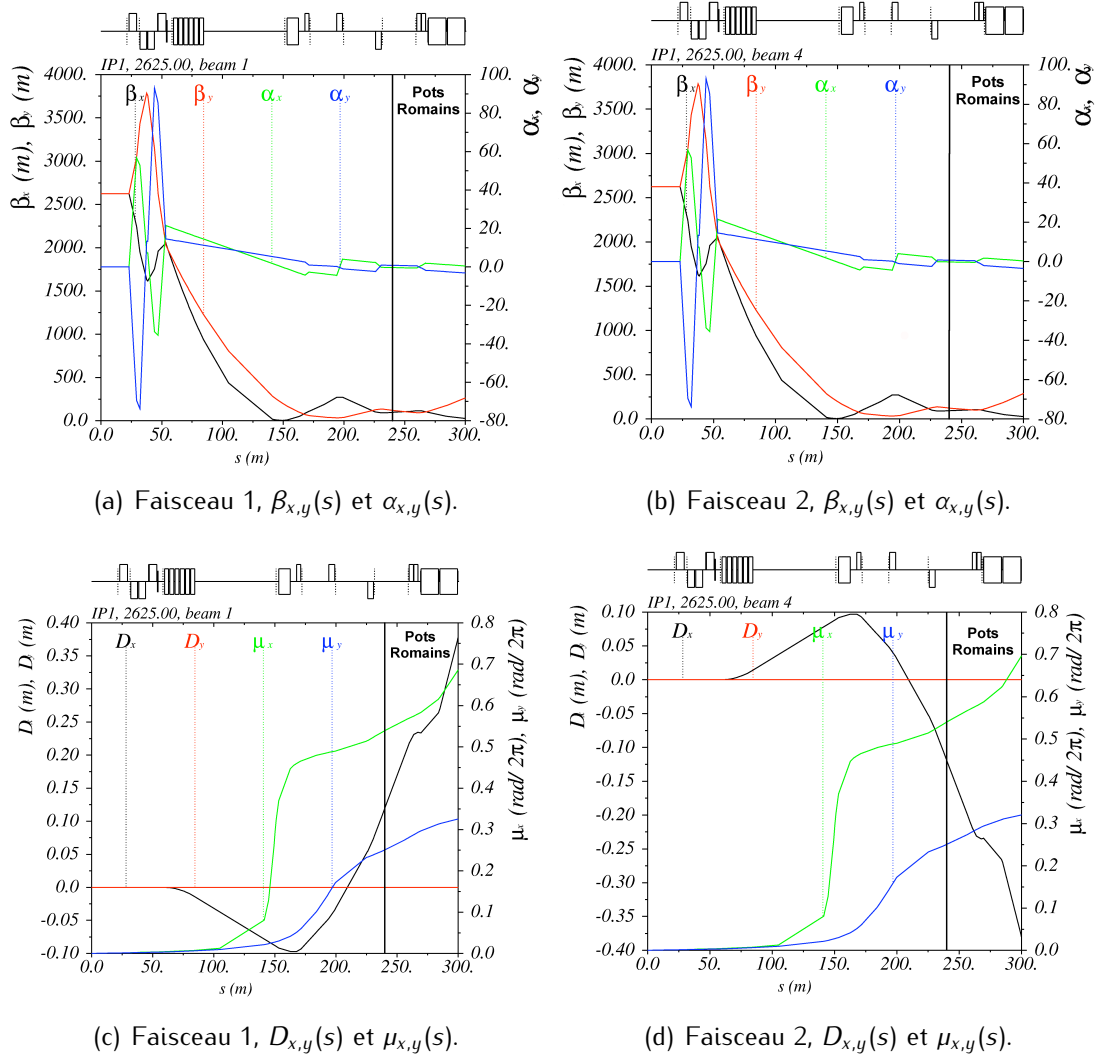 IP1, 2625.00, beam 1
4000.
3500.
3000.
2500.
2000.
1750.
1500.
1000.
500.
0.0
βx (m), βy (m)
βx
βy
αx
αy
Pots
Romains
100.
80.
60.
40.
20.
0.0
-20.
-40.
-60.
-80.
αx, αy
0.0
50.
100.
150.
200.
250.
300.
s (m)
(a) Faisceau 1, βx,y(s) et αx,y(s).
IP1, 2625.00, beam 4
4000.
3500.
3000.
2500.
2000.
1750.
1500.
1000.
500.
0.0
βx (m), βy (m)
βx
βy
αx
αy
Pots
Romains
100.
80.
60.
40.
20.
0.0
-20.
-40.
-60.
-80.
αx, αy
0.0
50.
100.
150.
200.
250.
300.
s (m)
(b) Faisceau 2, βx,y(s) et αx,y(s).
IP1, 2625.00, beam 1
0.40
0.35
0.30
0.25
0.20
0.15
0.10
0.05
0.0
-0.05
-0.10
Dx (m), Dy (m)
Dx
Dy
μx
μy
Pots
Romains
0.8
0.7
0.6
0.5
0.4
0.3
0.2
0.1
0.0
μx (rad/ 2π), μy (rad/ 2π)
0.0
50.
100.
150.
200.
250.
300.
s (m)
(c) Faisceau 1, Dx,y(s) et μx,y(s).
IP1, 2625.00, beam 4
0.10
0.05
0.0
-0.05
-0.10
-0.15
-0.20
-0.25
-0.30
-0.35
-0.40
Dx (m), Dy (m)
Dx
Dy
μx
μy
Pots
Romains
0.8
0.7
0.6
0.5
0.4
0.3
0.2
0.1
0.0
μx (rad/ 2π), μy (rad/ 2π)
0.0
50.
100.
150.
200.
250.
300.
s (m)
(d) Faisceau 2, Dx,y(s) et μx,y(s).